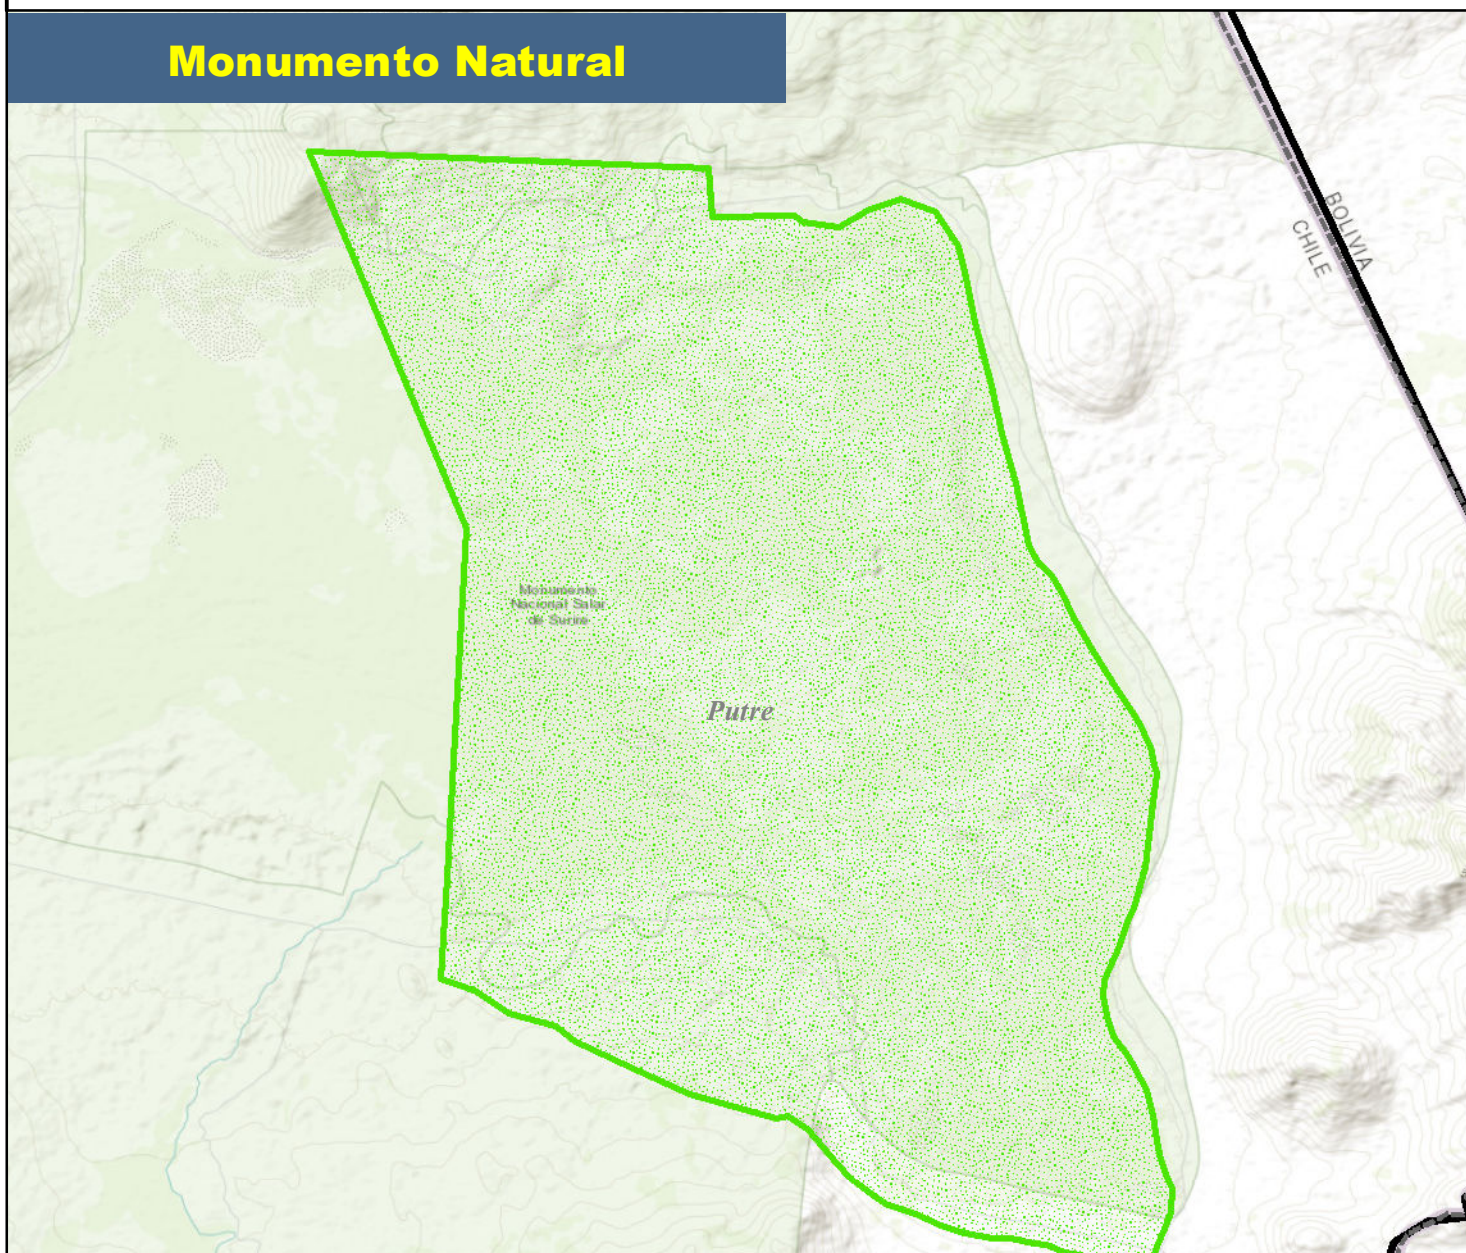 Monumento Natural
BOLIVIA
CHILE
Monumento
Nacional Salar
de Surire
Putre